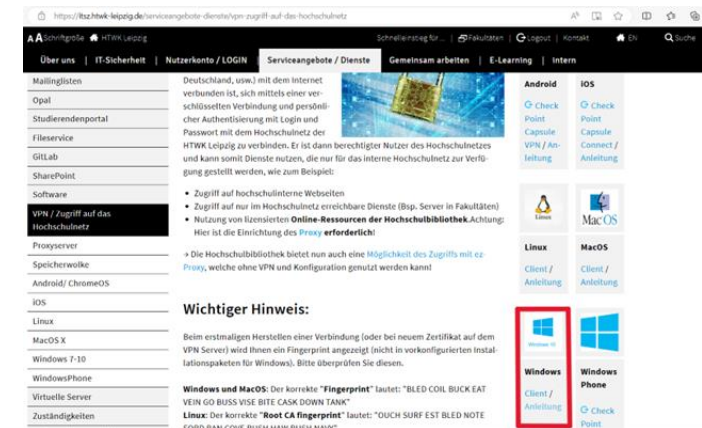 https://ltsz.htwk-leipzig.de/serviceangebote-dienste/vpn-zugriff-auf-das-hochschulnetz
A A Schriftgröße HTWK Leipzig Schnelleinstieg für ... | Fakultäten | Logout | Kontakt EN Suche
Über uns | IT-Sicherheit | Nutzerkonto / LOGIN Serviceangebote / Dienste Gemeinsam arbeiten | E-Learning | Intern
Mailinglisten
Opal
Studierendenportal
Fileservice
GitLab
SharePoint
Software
VPN / Zugriff auf das
Hochschulnetz
Proxyserver
Speicherwolke
Android/ ChromeOS
iOS
Linux
MacOS X
Windows 7-10
WindowsPhone
Virtuelle Server
Zuständigkeiten
Deutschland, usw.) mit dem Internet
verbunden ist, sich mittels einer ver-
schlüsselten Verbindung und persönli-
cher Authentisierung mit Login und
Passwort mit dem Hochschulnetz der
HTWK Leipzig zu verbinden. Er ist dann berechtigter Nutzer des Hochschulnetzes
und kann somit Dienste nutzen, die nur für das interne Hochschulnetz zur Verfü-
gung gestellt werden, wie zum Beispiel:
• Zugriff auf hochschulinterne Webseiten
• Zugriff auf nur im Hochschulnetz erreichbare Dienste (Bsp. Server in Fakultäten)
• Nutzung von lizensierten Online-Ressourcen der Hochschulbibliothek.Achtung:
Hier ist die Einrichtung des Proxy erforderlich!
→ Die Hochschulbibliothek bietet nun auch eine Möglichkeit des Zugriffs mit ez-
Proxy, welche ohne VPN und Konfiguration genutzt werden kann!
Wichtiger Hinweis:
Beim erstmaligen Herstellen einer Verbindung (oder bei neuem Zertifikat auf dem
VPN Server) wird Ihnen ein Fingerprint angezeigt (nicht in vorkonfigurierten Instal-
lationspaketen für Windows). Bitte überprüfen Sie diesen.
Windows und MacOS: Der korrekte "Fingerprint" lautet: "BLED COIL BUCK EAT
VEIN GO BUSS VISE BITE CASK DOWN TANK"
Linux: Der korrekte "Root CA fingerprint" lautet: "OUCH SURF EST BLED NOTE
Android
Check
Point
Capsule
VPN / An-
leitung
iOS
Check
Point
Capsule
Connect /
Anleitung
Linux
Mac OS
Linux
Client /
Anleitung
MacOS
Client /
Anleitung
Windows 10
Windows
Client /
Anleitung
Windows
Phone
Check
Point